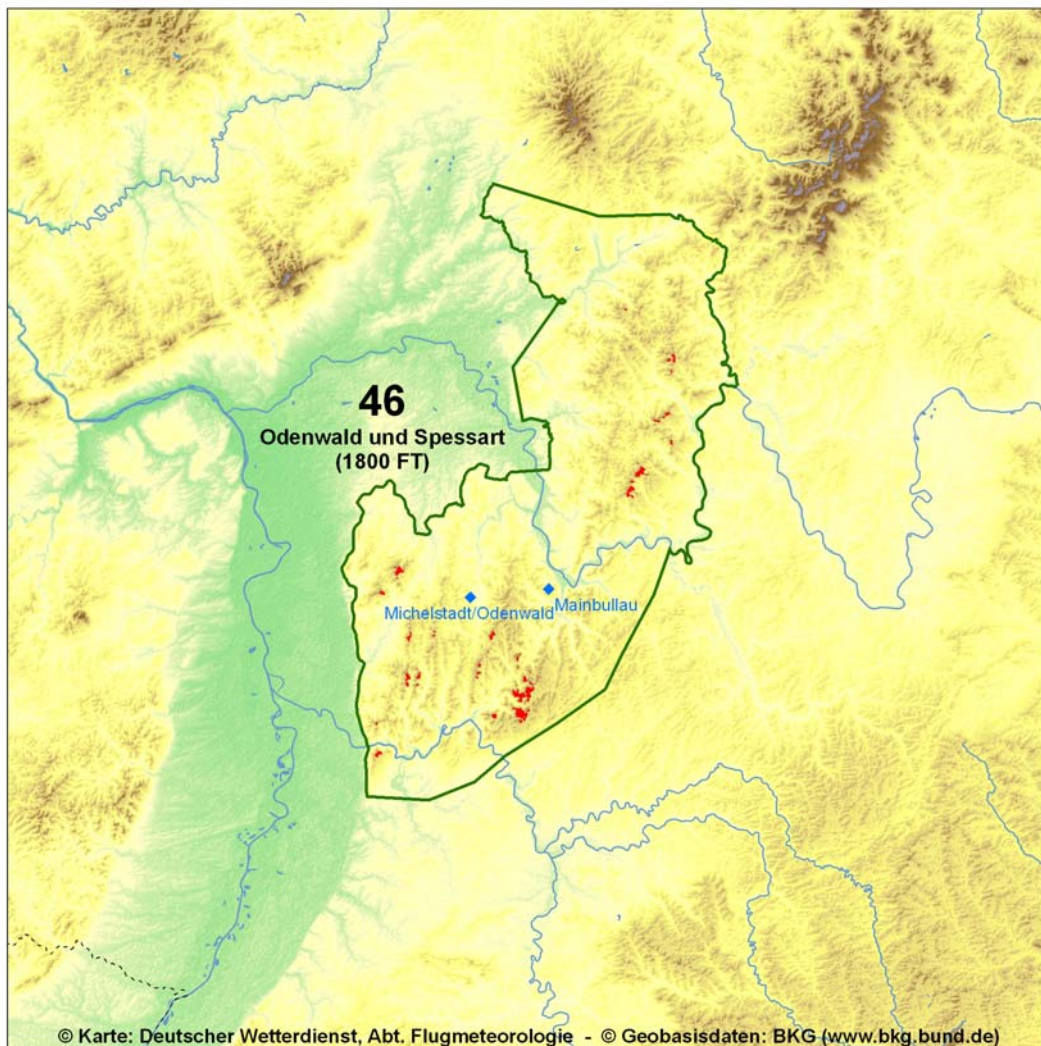 46
Odenwald und Spessart
(1800 FT)
Michelstadt/Odenwald
Mainbullau
© Karte: Deutscher Wetterdienst, Abt. Flugmeteorologie - © Geobasisdaten: BKG (www.bkg.bund.de)